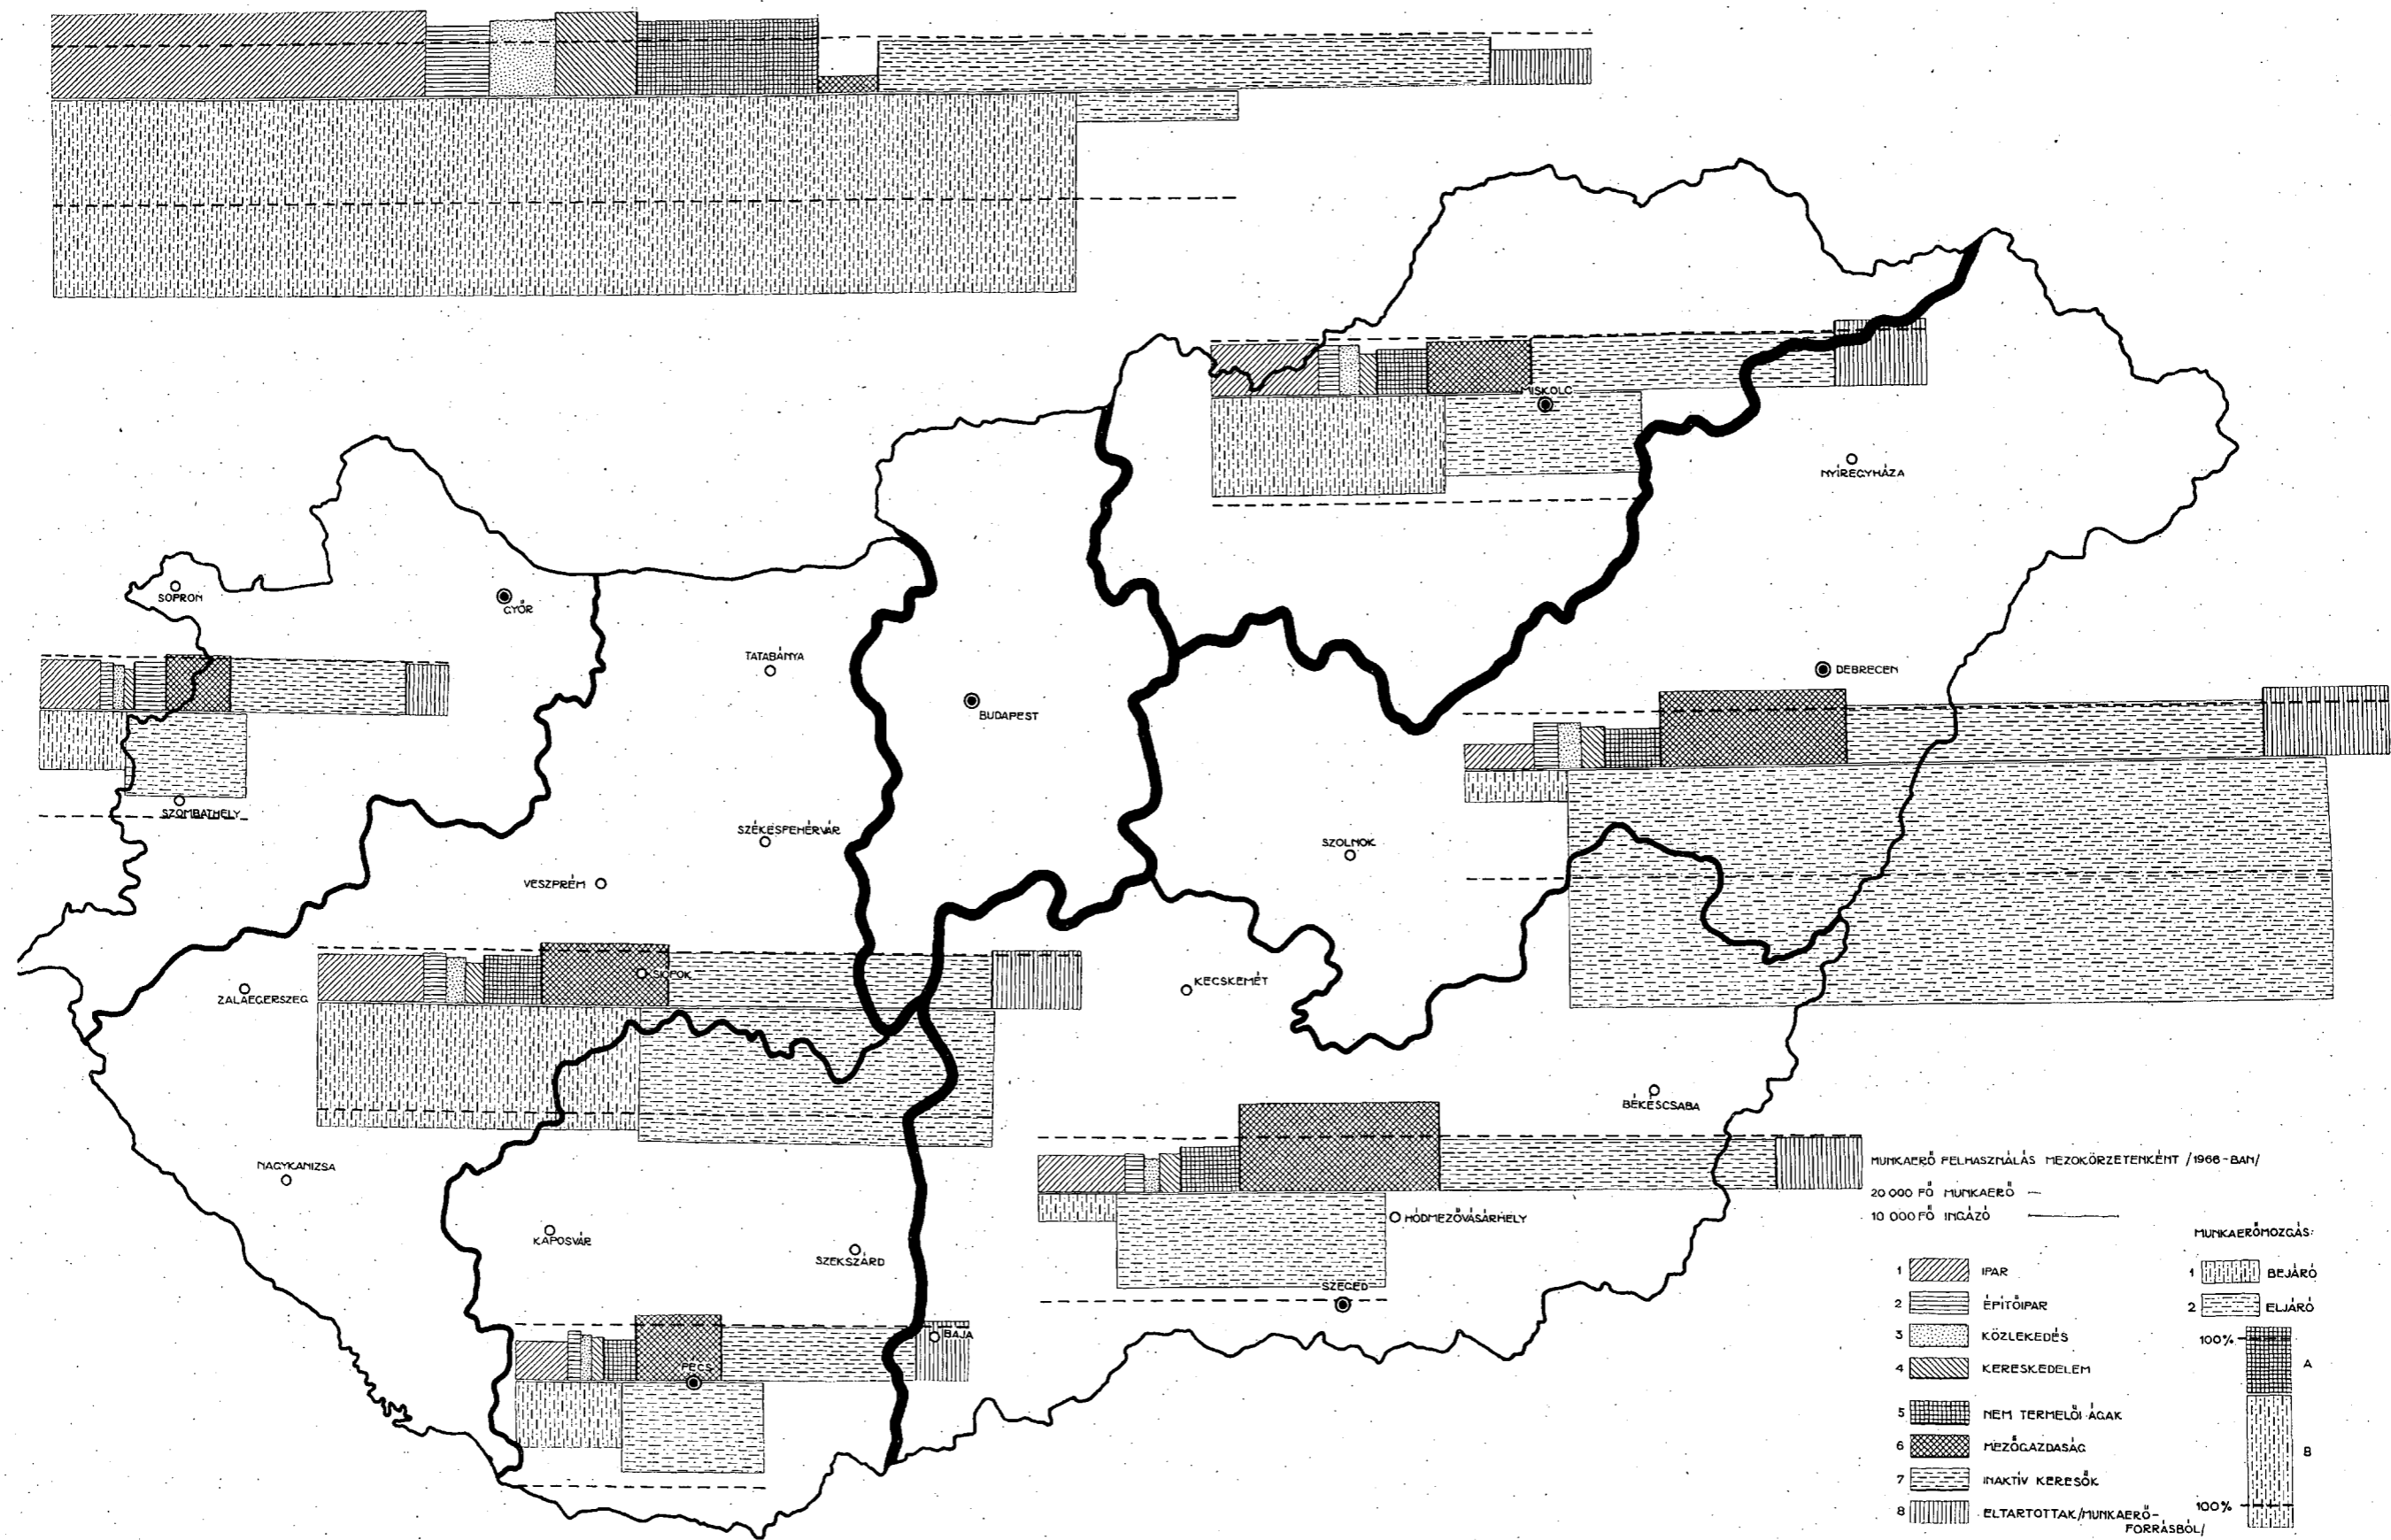 MISKOLC
NYÍREGYHÁZA
SOPRON
GYŐR
TATABÁNYA
DEBRECEN
BUDAPEST
SZOMBATHELY
SZÉKESFEHÉRVÁR
SZOLNOK
VESZPRÉM
SIÓFOK
KECSKEMÉT
ZALAEGERSZEG
BÉKÉSCSABA
NAGYKANIZSA
HÓDMEZŐVÁSÁRHELY
KAPOSVÁR
SZEKSZÁRD
SZEGED
BAJA
PÉCS
MUNKAERŐ FELHASZNÁLÁS MEZOKÖRZETENKÉNT /1966-BAN/
20 000 FŐ MUNKAERŐ
10 000 FŐ INGÁZÓ
1 IPAR
2 ÉPÍTŐIPAR
3 KÖZLEKEDÉS
4 KERESKEDELEM
5 NEM TERMELŐI ÁGAK
6 MEZŐGAZDASÁG
7 INAKTÍV KERESŐK
8 ELTARTOTTAK/MUNKAERŐ-
FORRÁSBÓL/
MUNKAERŐMOZGÁS:
1 BEJÁRÓ
2 ELJÁRÓ
100%
A
B
100%